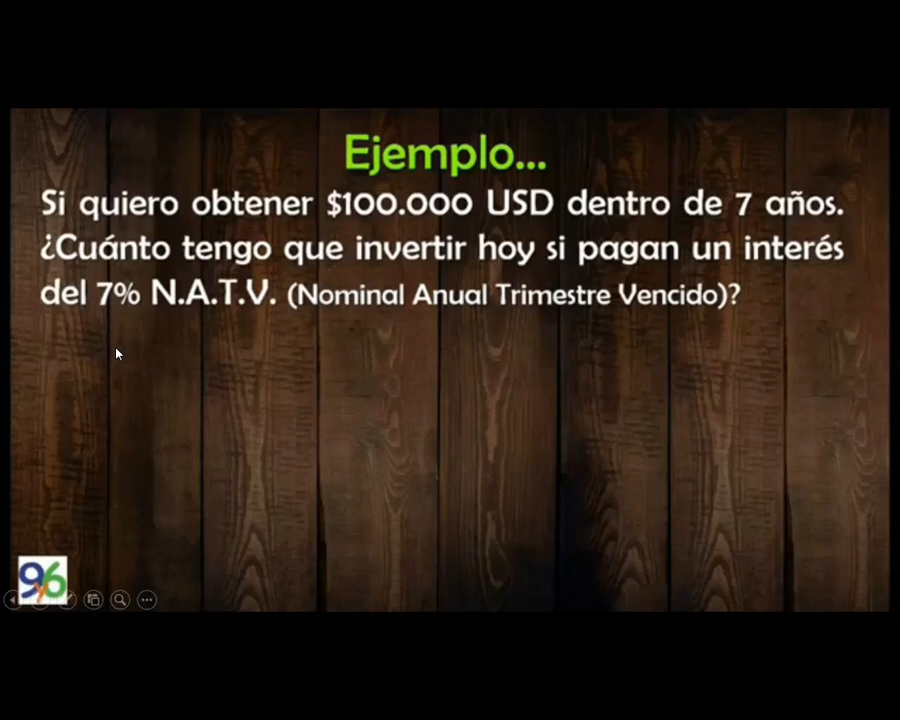 Ejemplo...
Si quiero obtener $100.000 USD dentro de 7 años.
¿Cuánto tengo que invertir hoy si pagan un interés
del 7% N.A.T.V. (Nominal Anual Trimestre Vencido)?
96